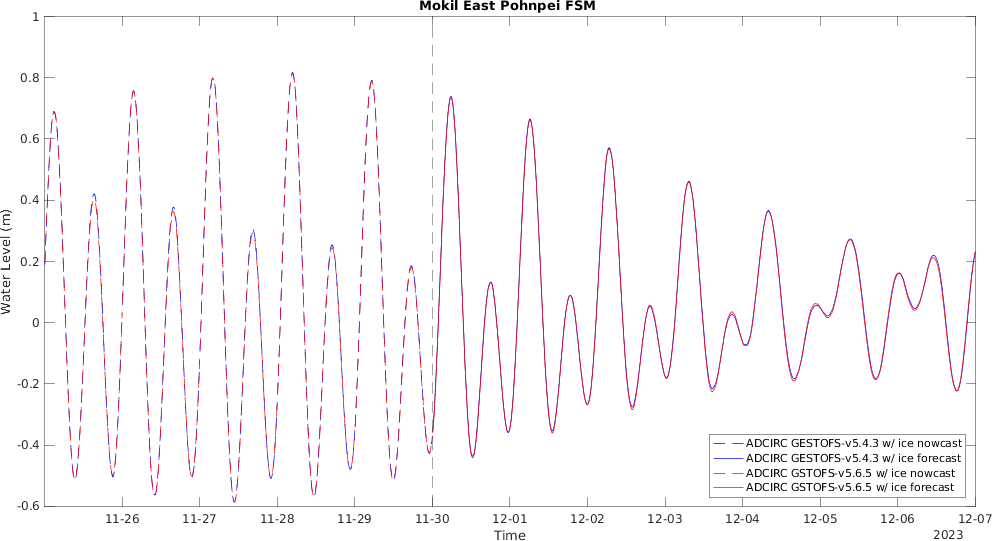 Mokil East Pohnpei FSM
Water Level (m)
1
0.8
0.6
0.4
0.2
0
-0.2
-0.4
-0.6
ADCIRC GESTOFS-v5.4.3 w/ ice nowcast
ADCIRC GESTOFS-v5.4.3 w/ ice forecast
ADCIRC GSTOFS-v5.6.5 w/ ice nowcast
ADCIRC GSTOFS-v5.6.5 w/ ice forecast
11-26 11-27 11-28 11-29 11-30 12-01 12-02 12-03 12-04 12-05 12-06 12-07
Time
2023